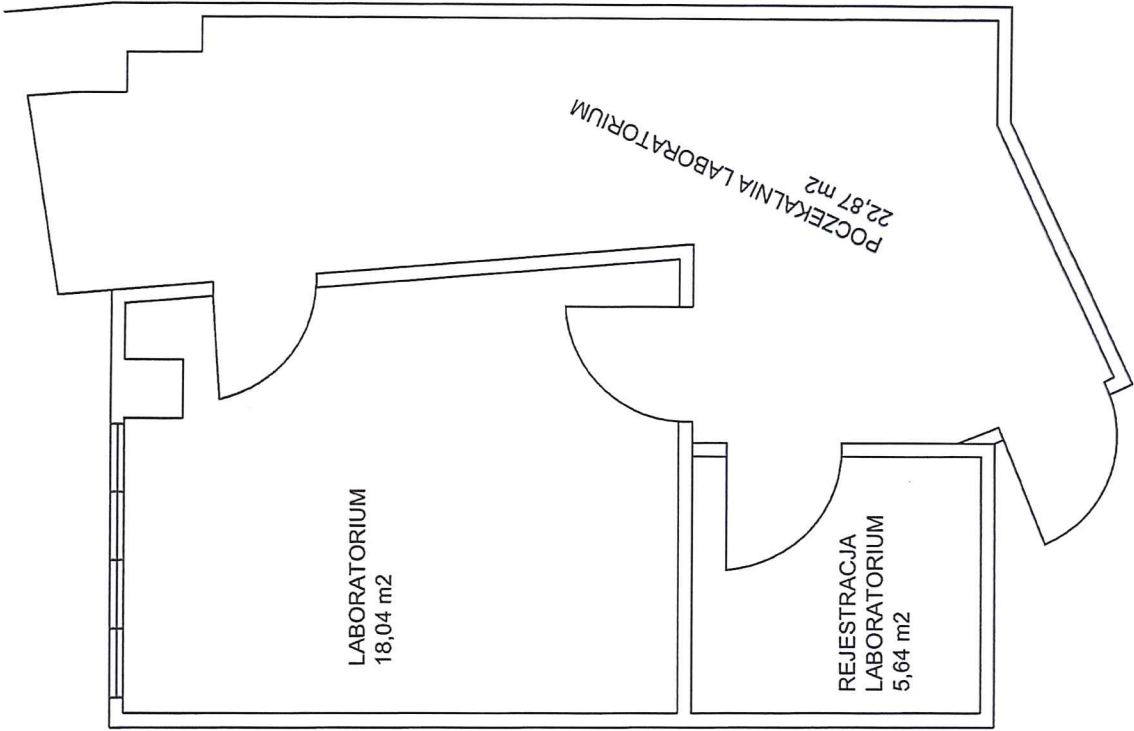 POCZEKALNIA LABORATORIUM
22,87 m2
LABORATORIUM
18,04 m2
REJESTRACJA
LABORATORIUM
5,64 m2